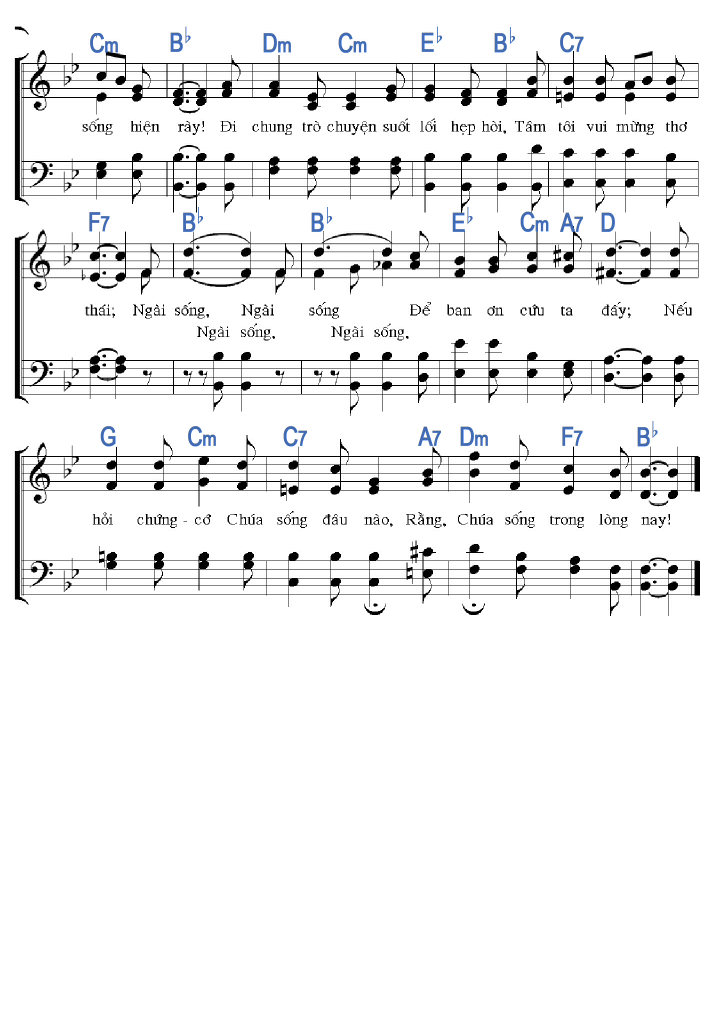 Cm B♭ Dm Cm E♭ B♭ C7
sống hiện rày! Đi chung trò chuyện suốt lối hẹp hòi, Tâm tôi vui mừng thơ
F7 B♭ B♭ E♭ Cm A7 D
thái; Ngài sống, Ngài sống Để ban ơn cứu ta đấy; Nếu
Ngài sống, Ngài sống,
G Cm C7 A7 Dm F7 B♭
hỏi chứng-cớ Chúa sống đâu nào, Rằng, Chúa sống trong lòng nay!